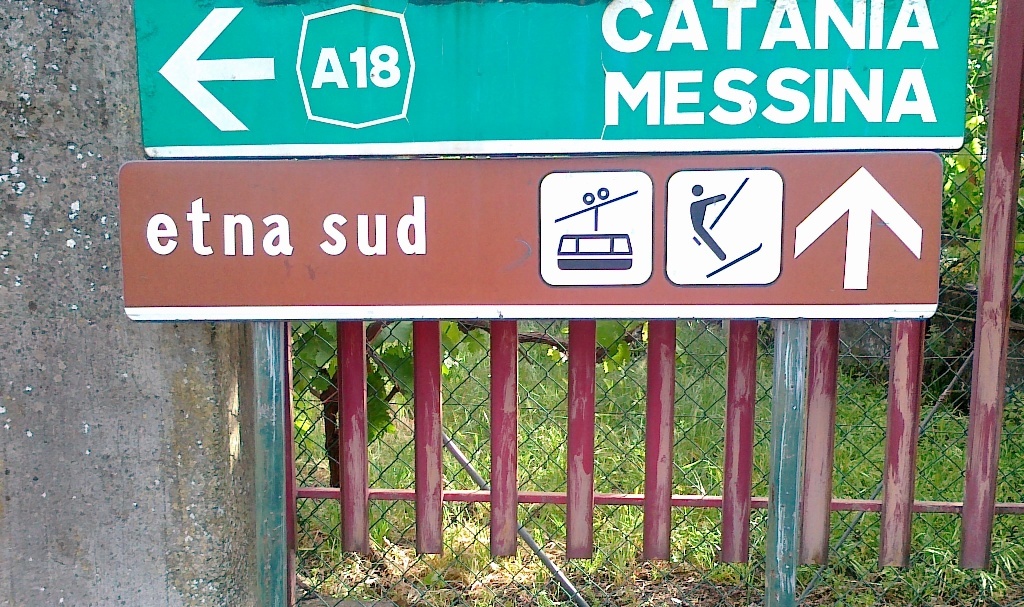 A18
CATANIA
MESSINA
etna sud